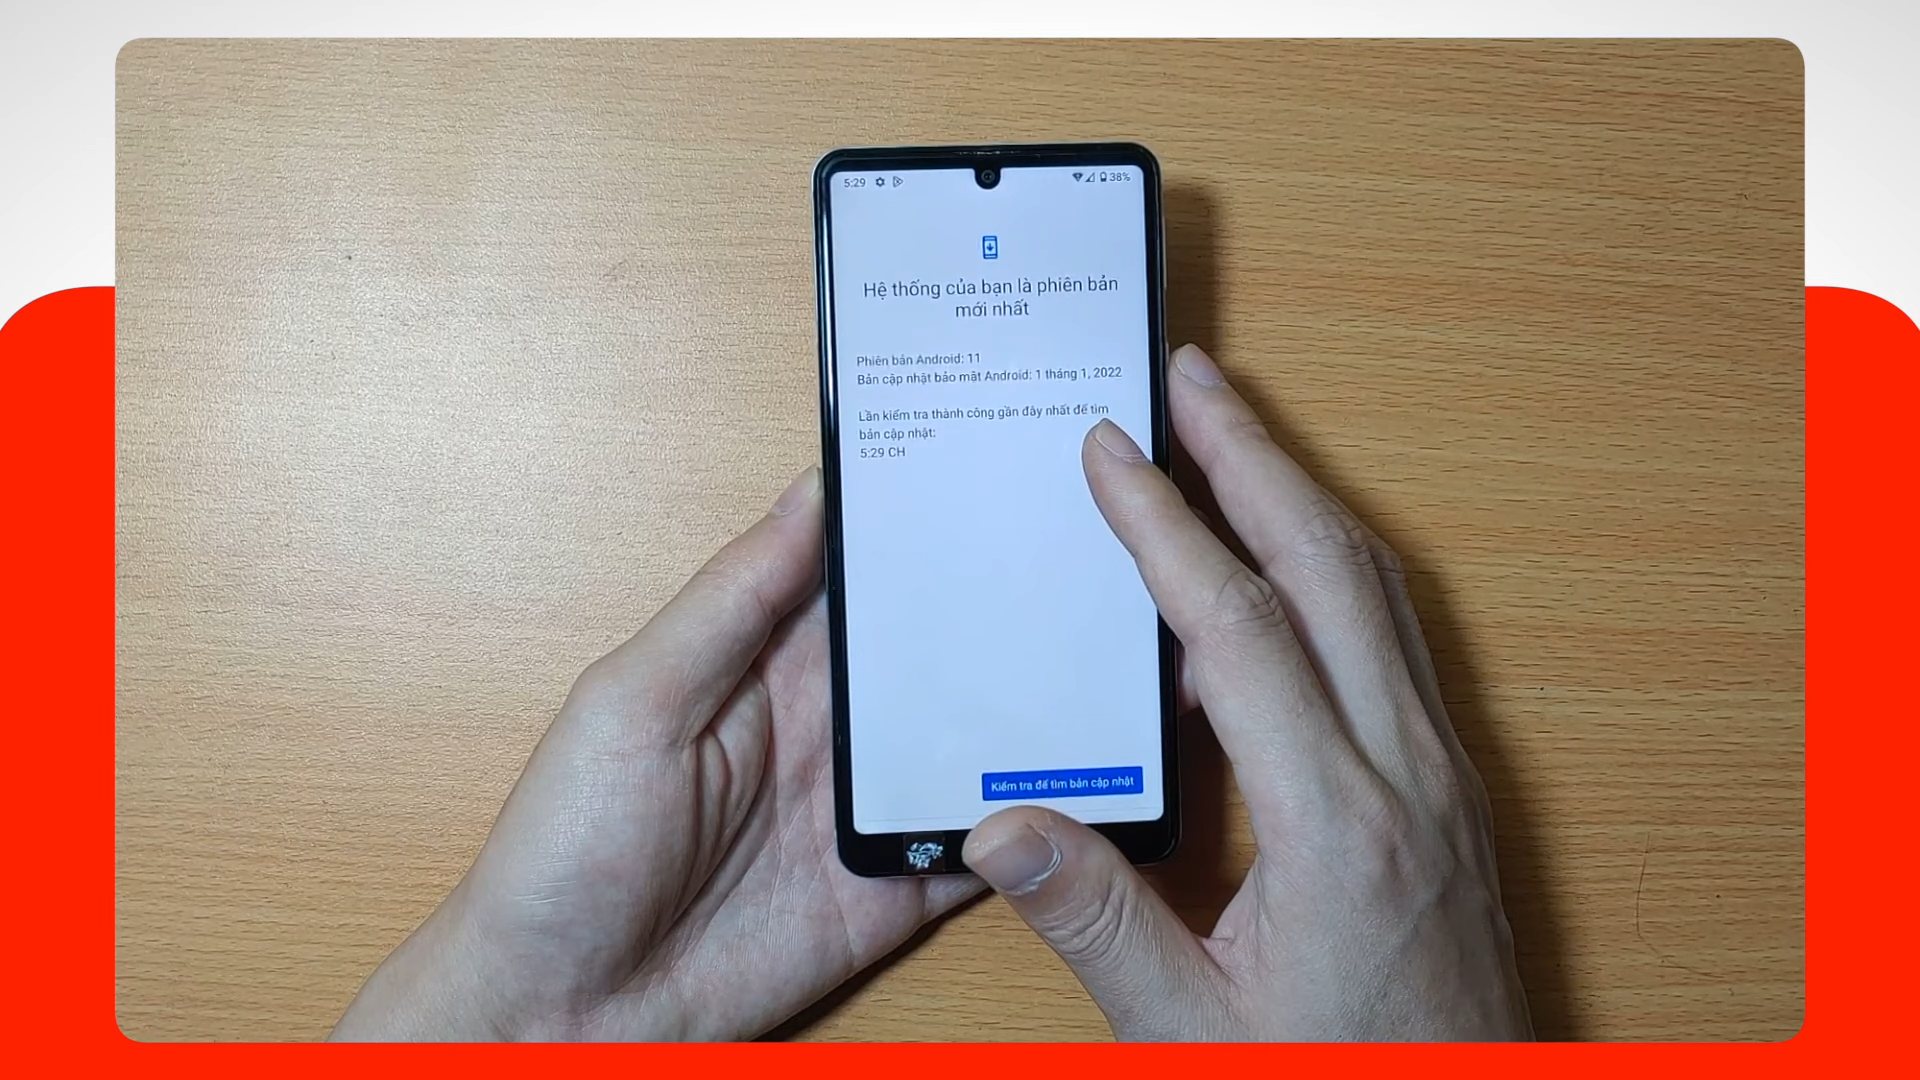 5:29
38%
Hệ thống của bạn là phiên bản
mới nhất
Phiên bản Android: 11
Bản cập nhật bảo mật Android: 1 tháng 1, 2022
Lần kiểm tra thành công gần đây nhất để tìm
bản cập nhật:
5:29 CH
Kiểm tra để tìm bản cập nhật